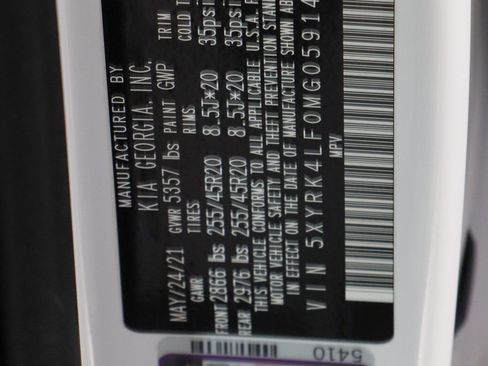 MANUFACTURED BY
KIA GEORGIA, INC.
MAY/24/21 GVWR 5357 lbs PAINT GWP TRIM
GAWR TIRES RIMS COLD T
FRONT 2866 lbs 255/45R20 8.5J*20 35psi
REAR 2976 lbs 255/45R20 8.5J*20 35psi
THIS VEHICLE CONFORMS TO ALL APPLICABLE U.S.A. F
MOTOR VEHICLE SAFETY AND THEFT PREVENTION STAN
IN EFFECT ON THE DATE OF MANUFACTURE SHOWN ABO
VIN 5XYRK4LF0MG05914
MPV
5410